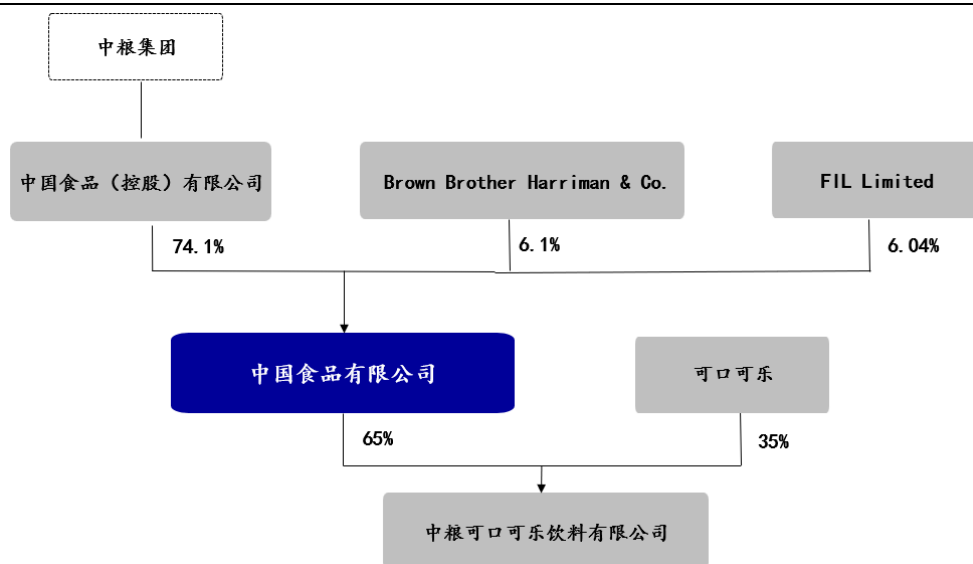 中粮集团
中国食品（控股）有限公司
Brown Brother Harriman & Co.
FIL Limited
74.1%
6.1%
6.04%
中国食品有限公司
可口可乐
65%
35%
中粮可口可乐饮料有限公司